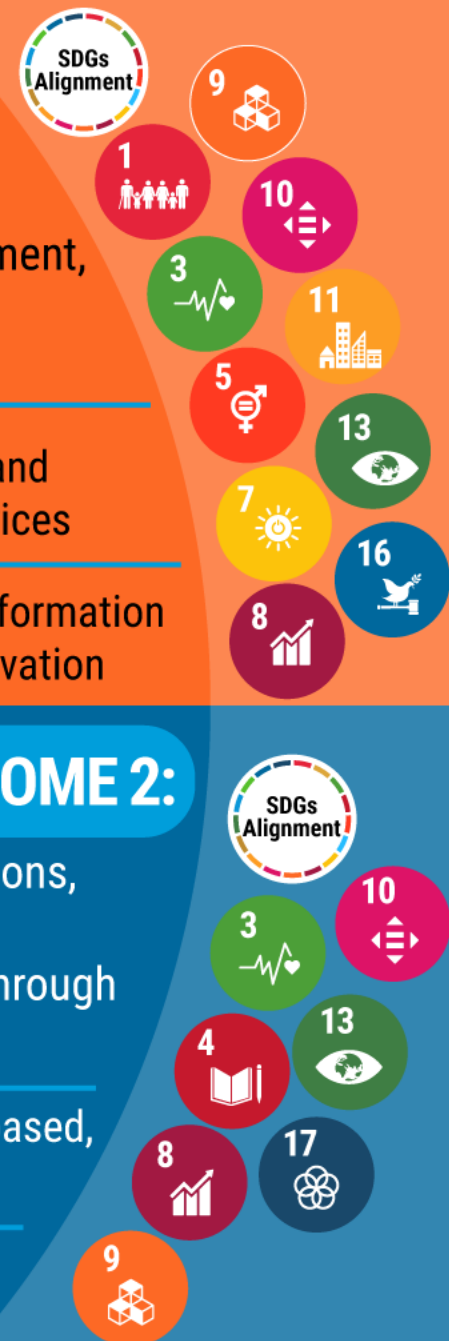 SDGs
Alignment
9
1
10
ment,
3
11
5
13
and
7
ices
16
formation
8
vation
OME 2:
SDGs
Alignment
ons,
10
3
hrough
13
4
ased,
17
8
9